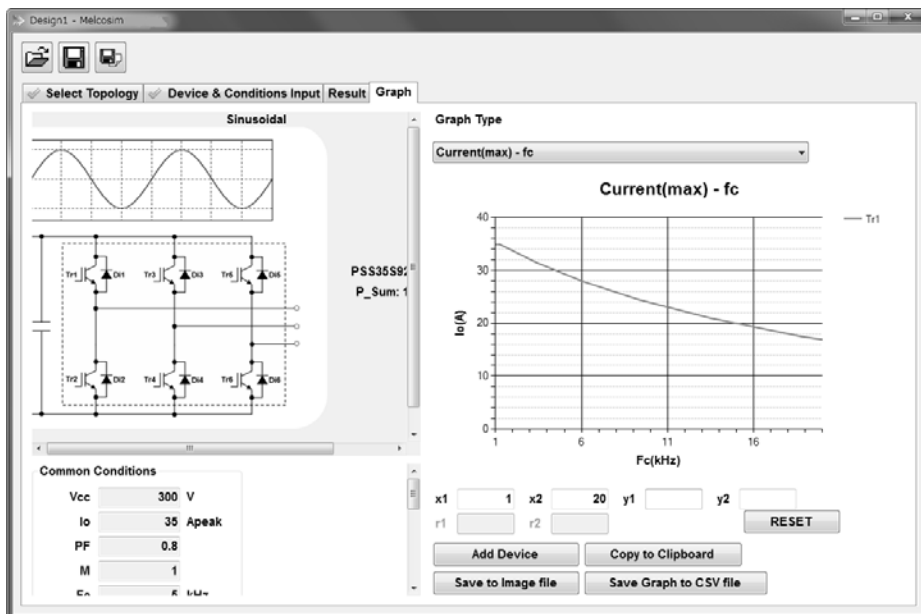 Design1 - Melcosim
Select Topology
Device & Conditions Input
Result
Graph
Sinusoidal
Tr1
Di1
Tr3
Di3
Tr5
Di5
Tr2
Di2
Tr4
Di4
Tr6
Di6
PSS35S92
P_Sum: 1
Common Conditions
Vcc 300 V
Io 35 Apeak
PF 0.8
M 1
Fc 5 kHz
Graph Type
Current(max) - fc
Current(max) - fc
Tr1
40
30
20
10
0
Io(A)
1 6 11 16
Fc(kHz)
x1 1 x2 20 y1 y2
r1 r2
RESET
Add Device
Copy to Clipboard
Save to Image file
Save Graph to CSV file